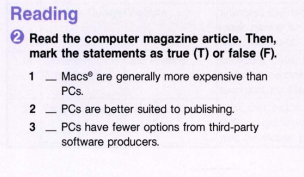 Reading
2 Read the computer magazine article. Then,
mark the statements as true (T) or false (F).
1 __ Macs® are generally more expensive than
PCs.
2 __ PCs are better suited to publishing.
3 __ PCs have fewer options from third-party
software producers.